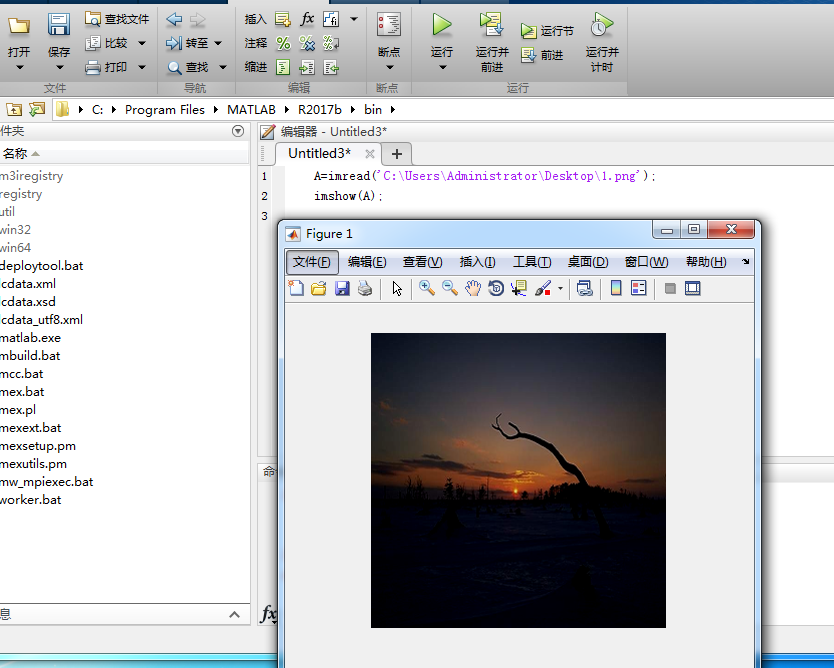 插入 fx
查找文件
打开 保存 比较 打印
转至
查找
注释
缩进
断点
运行
运行并
前进
运行节
前进
运行并
计时
文件 导航 编辑 断点 运行
C: Program Files MATLAB R2017b bin
件夹
编辑器 - Untitled3*
名称
Untitled3*
m3iregistry
registry
util
win32
win64
deploytool.bat
lcdata.xml
lcdata.xsd
lcdata_utf8.xml
matlab.exe
mbuild.bat
mcc.bat
mex.bat
mex.pl
mexext.bat
mexsetup.pm
mexutils.pm
mw_mpiexec.bat
worker.bat
息
1 A=imread('C:\Users\Administrator\Desktop\1.png');
2 imshow(A);
3
命
fx
Figure 1
文件(F) 编辑(E) 查看(V) 插入(I) 工具(T) 桌面(D) 窗口(W) 帮助(H)